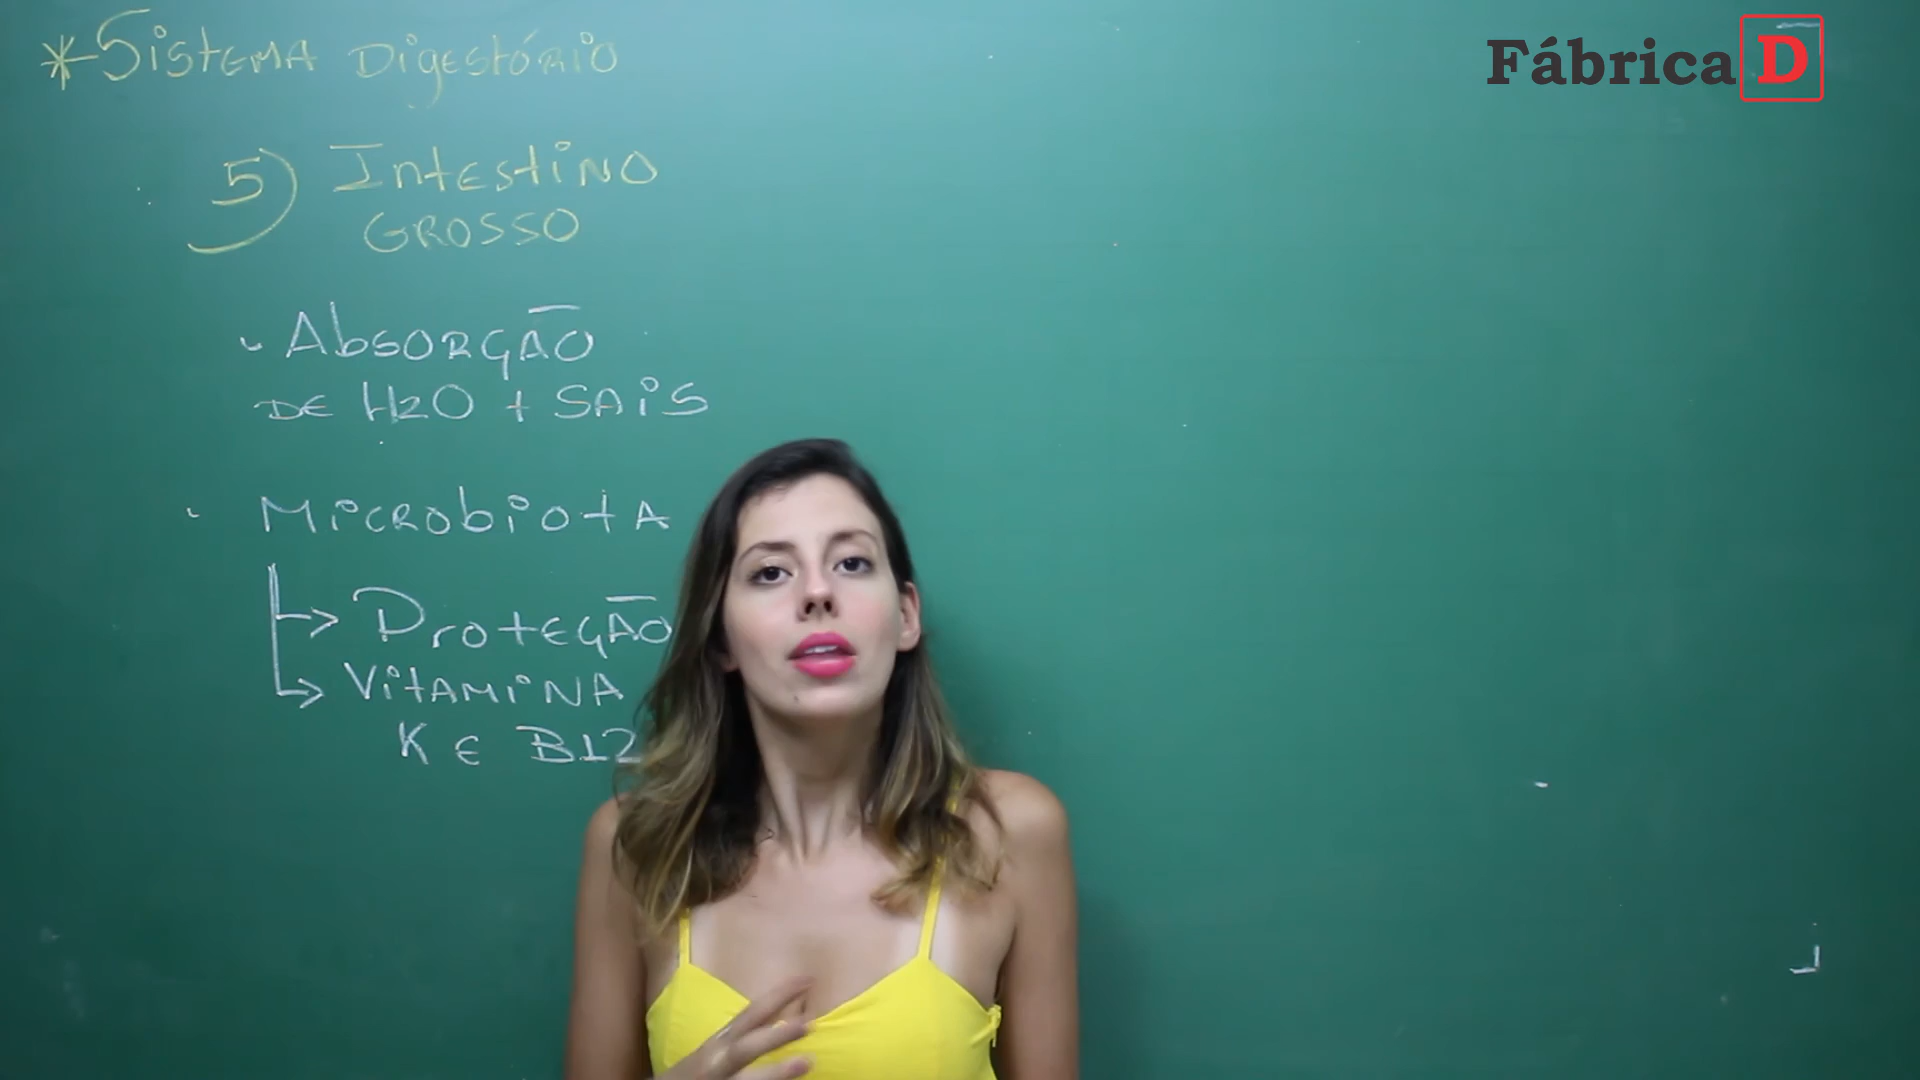 *Sistema Digestório
Fábrica D
5) Intestino
Grosso
Absorção
de H2O + Sais
Microbiota
→ Proteção
→ Vitamina
K e B12